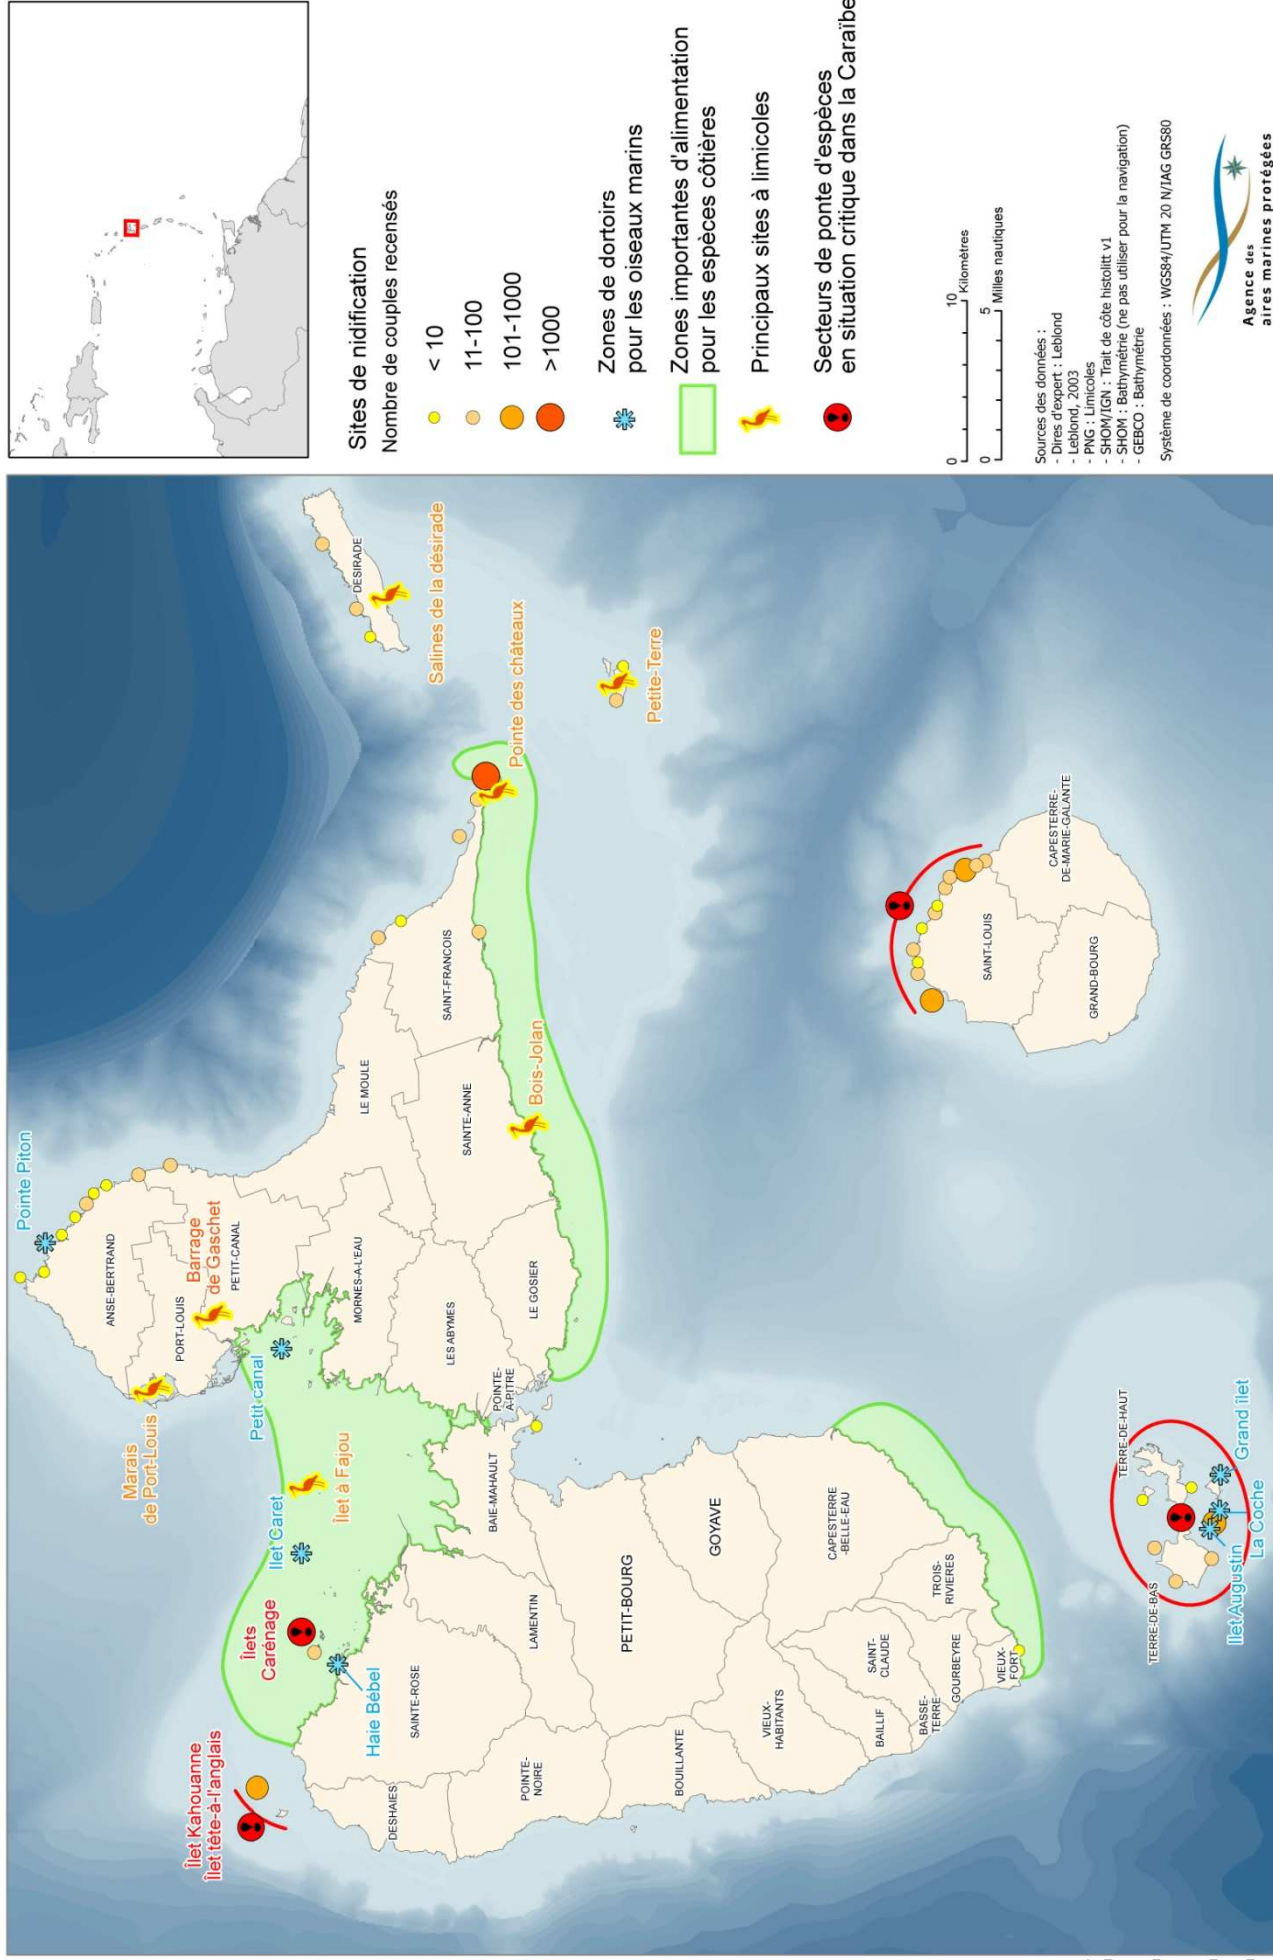 Pointe Piton
ANSE-BERTRAND
Marais
de Port-Louis
PORT-LOUIS
Barrage
de Gaschet
PETIT-CANAL
Petit-canal
Ilet Caret
Îlet à Fajou
Îlets
Carénage
Haie Bébel
Îlet Kahouanne
Îlet tête-à-l'anglais
MORNES-A-L'EAU
LE MOULE
LES ABYMES
SAINTE-ANNE
SAINT-FRANCOIS
LE GOSIER
POINTE-
A-PITRE
Bois-Jolan
Pointe des châteaux
DESIRADE
Salines de la désirade
Petite-Terre
BAIE-MAHAULT
SAINTE-ROSE
LAMENTIN
DESHAIES
POINTE-
NOIRE
PETIT-BOURG
GOYAVE
BOUILLANTE
VIEUX-
HABITANTS
CAPESTERRE
-BELLE-EAU
SAINT-
CLAUDE
BAILLIF
BASSE-
TERRE
GOURBEYRE
TROIS-
RIVIERES
VIEUX-
FORT
SAINT-LOUIS
CAPESTERRE-
DE-MARIE-GALANTE
GRAND-BOURG
TERRE-DE-HAUT
TERRE-DE-BAS
Grand îlet
La Coche
Ilet Augustin
Sites de nidification
Nombre de couples recensés
< 10
11-100
101-1000
>1000
Zones de dortoirs
pour les oiseaux marins
Zones importantes d'alimentation
pour les espèces côtières
Principaux sites à limicoles
Secteurs de ponte d'espèces
en situation critique dans la Caraïbe
0 10 Kilomètres
0 5 Milles nautiques
Sources des données :
- Dires d'expert : Leblond
- Leblond, 2003
- PNG : Limicoles
- SHOM/IGN : Trait de côte histolitt v1
- SHOM : Bathymétrie (ne pas utiliser pour la navigation)
- GEBCO : Bathymétrie
Système de coordonnées : WGS84/UTM 20 N/IAG GRS80
Agence des
aires marines protégées